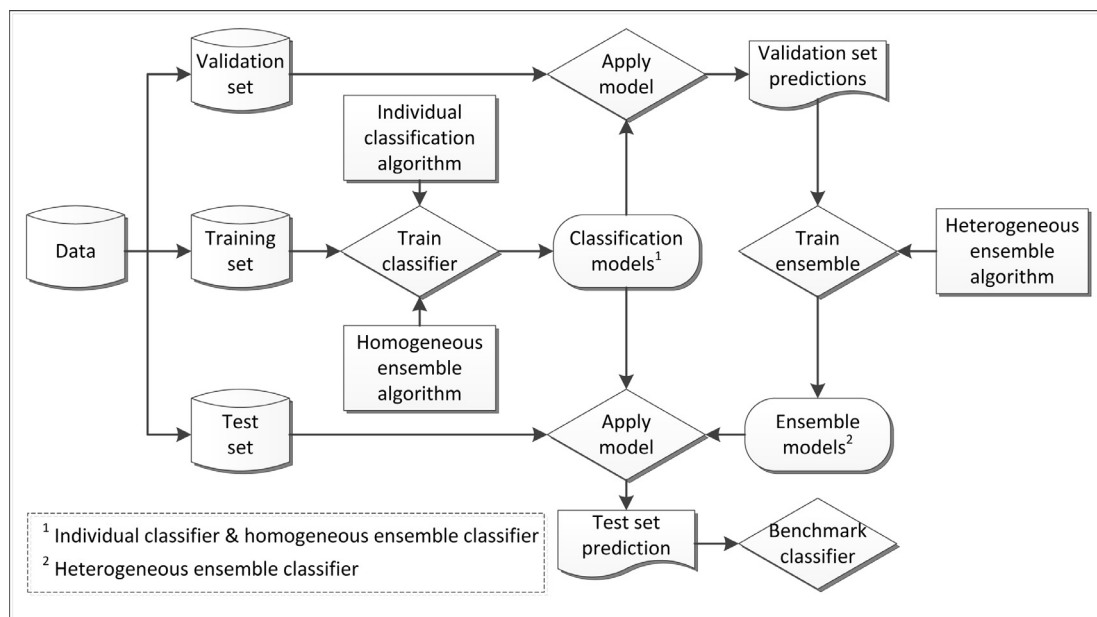 Validation
set
Apply
model
Validation set
predictions
Individual
classification
algorithm
Data
Training
set
Train
classifier
Classification
models¹
Train
ensemble
Heterogeneous
ensemble
algorithm
Homogeneous
ensemble
algorithm
Test
set
Apply
model
Ensemble
models²
Test set
prediction
Benchmark
classifier
¹ Individual classifier & homogeneous ensemble classifier
² Heterogeneous ensemble classifier